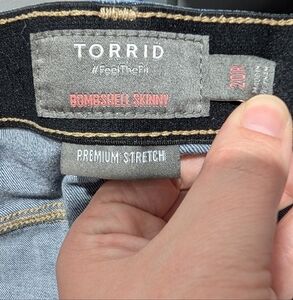 TORRID
#FeelTheFit
BOMBSHELL SKINNY
20R
PREMIUM STRETCH